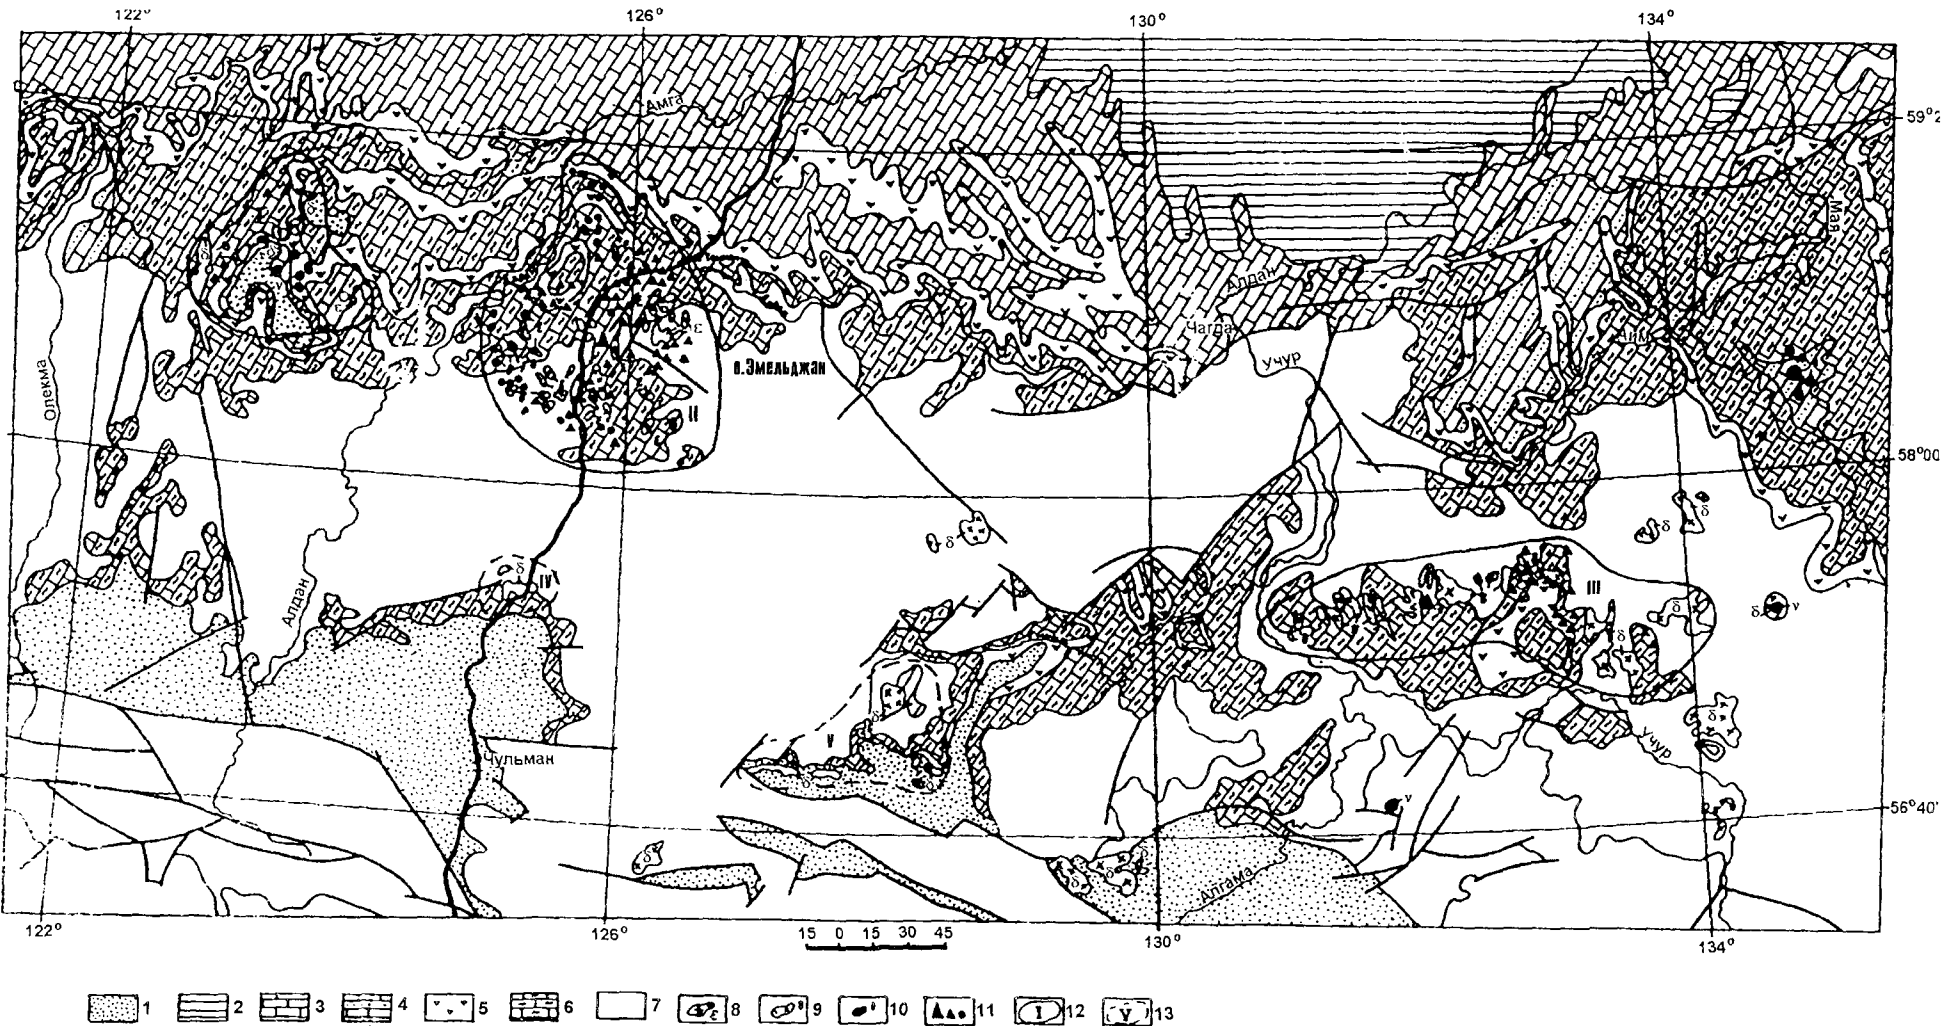 122°
126°
130°
134°
Амга
59°2
Мая
Алдан
Чагда
Аим
Учур
ε
п.Эмельджан
Олекма
II
58°00
δ
δ
δ
δ
IV
III
Алдан
δ
δ
δ
ν
δ
δ
V
Учур
Чульман
ν
56°40'
δ
δ
δ
Алгама
122°
126°
15 0 15 30 45
130°
134°
1 2 3 4 5 6 7 8 9 10 11 I 12 V 13